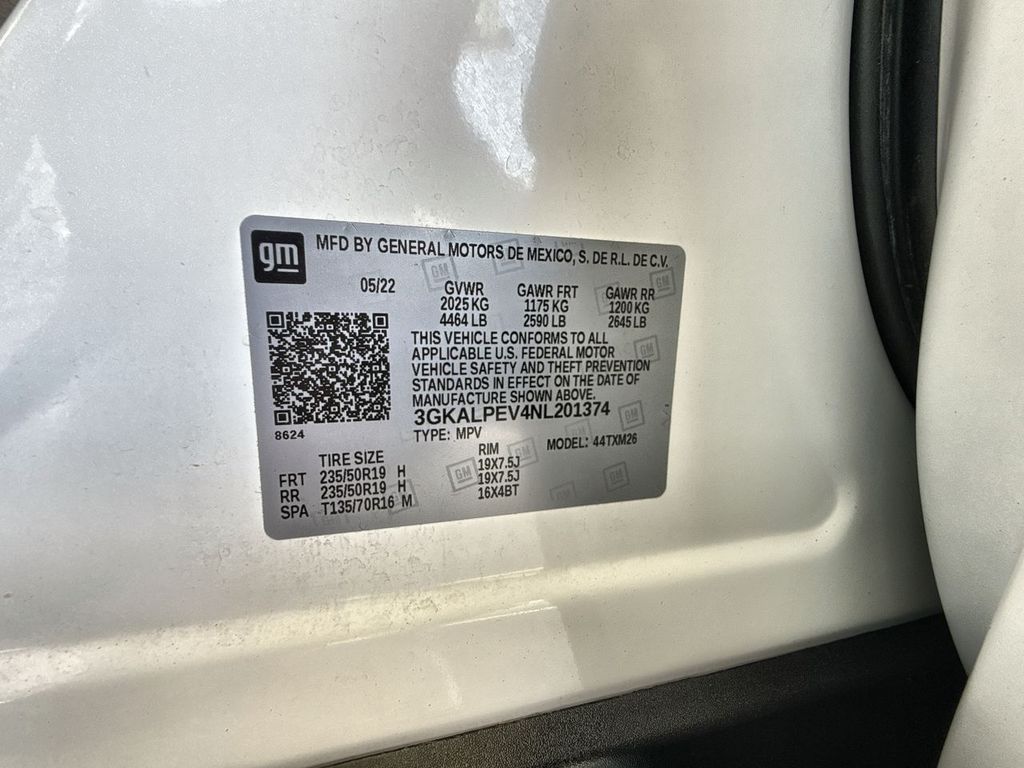 gm MFD BY GENERAL MOTORS DE MEXICO, S. DE R.L. DE C.V.
05/22 GVWR GAWR FRT GAWR RR
2025 KG 1175 KG 1200 KG
4464 LB 2590 LB 2645 LB
THIS VEHICLE CONFORMS TO ALL
APPLICABLE U.S. FEDERAL MOTOR
VEHICLE SAFETY AND THEFT PREVENTION
STANDARDS IN EFFECT ON THE DATE OF
MANUFACTURE SHOWN ABOVE.
3GKALPEV4NL201374
8624 TYPE: MPV MODEL: 44TXM26
TIRE SIZE RIM
FRT 235/50R19 H 19X7.5J
RR 235/50R19 H 19X7.5J
SPA T135/70R16 M 16X4BT